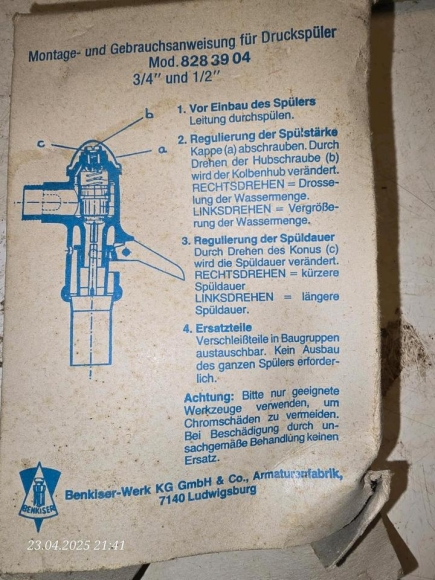 Montage- und Gebrauchsanweisung für Druckspüler
Mod. 828 39 04
3/4" und 1/2"
b
c
a
1. Vor Einbau des Spülers
Leitung durchspülen.
2. Regulierung der Spülstärke
Kappe (a) abschrauben. Durch
Drehen der Hubschraube (b)
wird der Kolbenhub verändert.
RECHTSDREHEN = Drosse-
lung der Wassermenge.
LINKSDREHEN = Vergröße-
rung der Wassermenge.
3. Regulierung der Spüldauer
Durch Drehen des Konus (c)
wird die Spüldauer verändert.
RECHTSDREHEN = kürzere
Spüldauer
LINKSDREHEN = längere
Spüldauer.
4. Ersatzteile
Verschleißteile in Baugruppen
austauschbar. Kein Ausbau
des ganzen Spülers erforder-
lich.
Achtung: Bitte nur geeignete
Werkzeuge verwenden, um
Chromschäden zu vermeiden.
Bei Beschädigung durch un-
sachgemäße Behandlung keinen
Ersatz.
BENKISER
Benkiser-Werk KG GmbH & Co., Armaturenfabrik,
7140 Ludwigsburg
23.04.2025 21:41